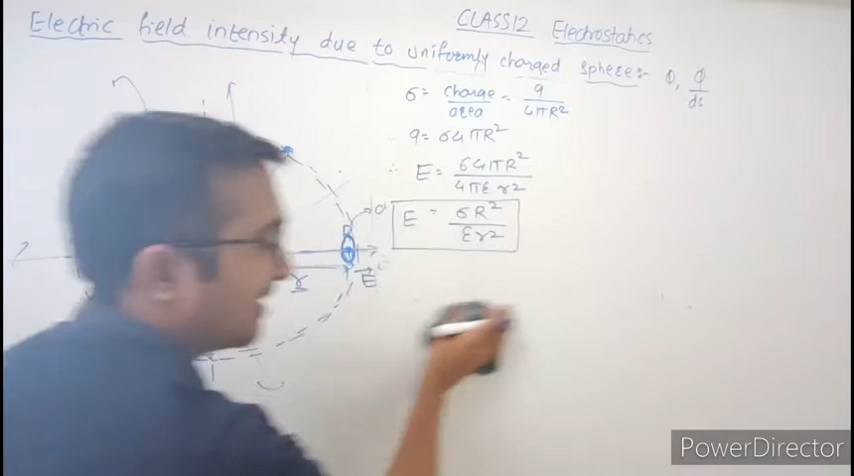 CLASS12 Electrostatics
Electric field intensity due to uniformly charged sphere:- Φ, Φ/ds
σ = charge/area = q/4πR²
q = σ4πR²
∴ E = σ4πR²/4πε r²
E = σR²/εr²
r
E
PowerDirector